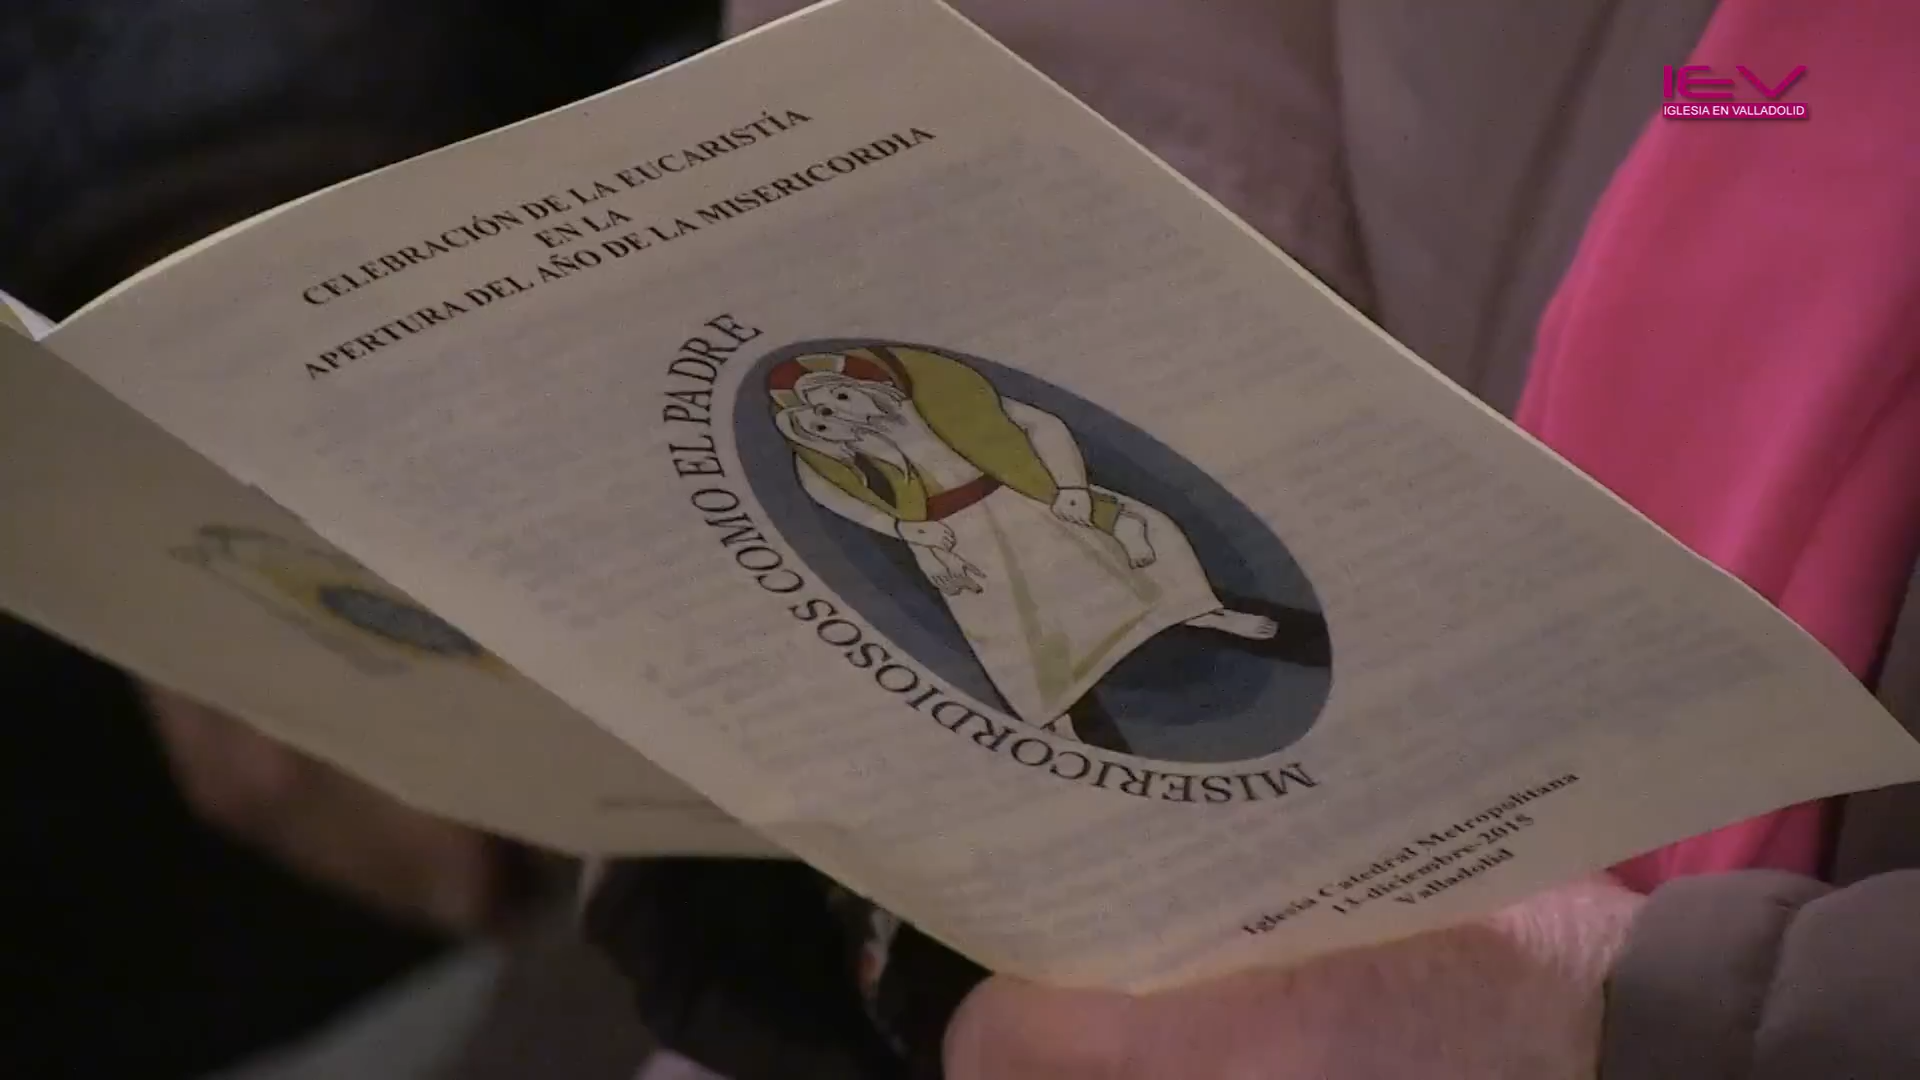 IEV
IGLESIA EN VALLADOLID
CELEBRACIÓN DE LA EUCARISTÍA
EN LA
APERTURA DEL AÑO DE LA MISERICORDIA
MISERICORDIOSOS COMO EL PADRE
Iglesia Catedral Metropolitana
13-diciembre-2015
Valladolid